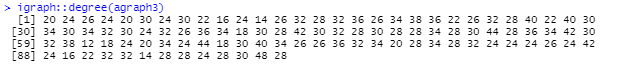 > igraph::degree(agraph3)
[1] 20 24 26 24 20 30 24 30 22 16 24 14 26 32 28 32 36 26 34 38 36 22 26 32 28 40 22 40 30
[30] 34 30 34 32 30 24 32 26 36 34 18 30 28 42 30 32 28 30 28 28 34 28 30 44 28 36 34 42 30
[59] 32 38 12 18 24 20 34 24 44 18 30 40 34 26 26 36 32 34 20 28 34 28 32 24 24 24 26 24 42
[88] 24 16 22 32 32 14 28 28 24 28 30 48 28